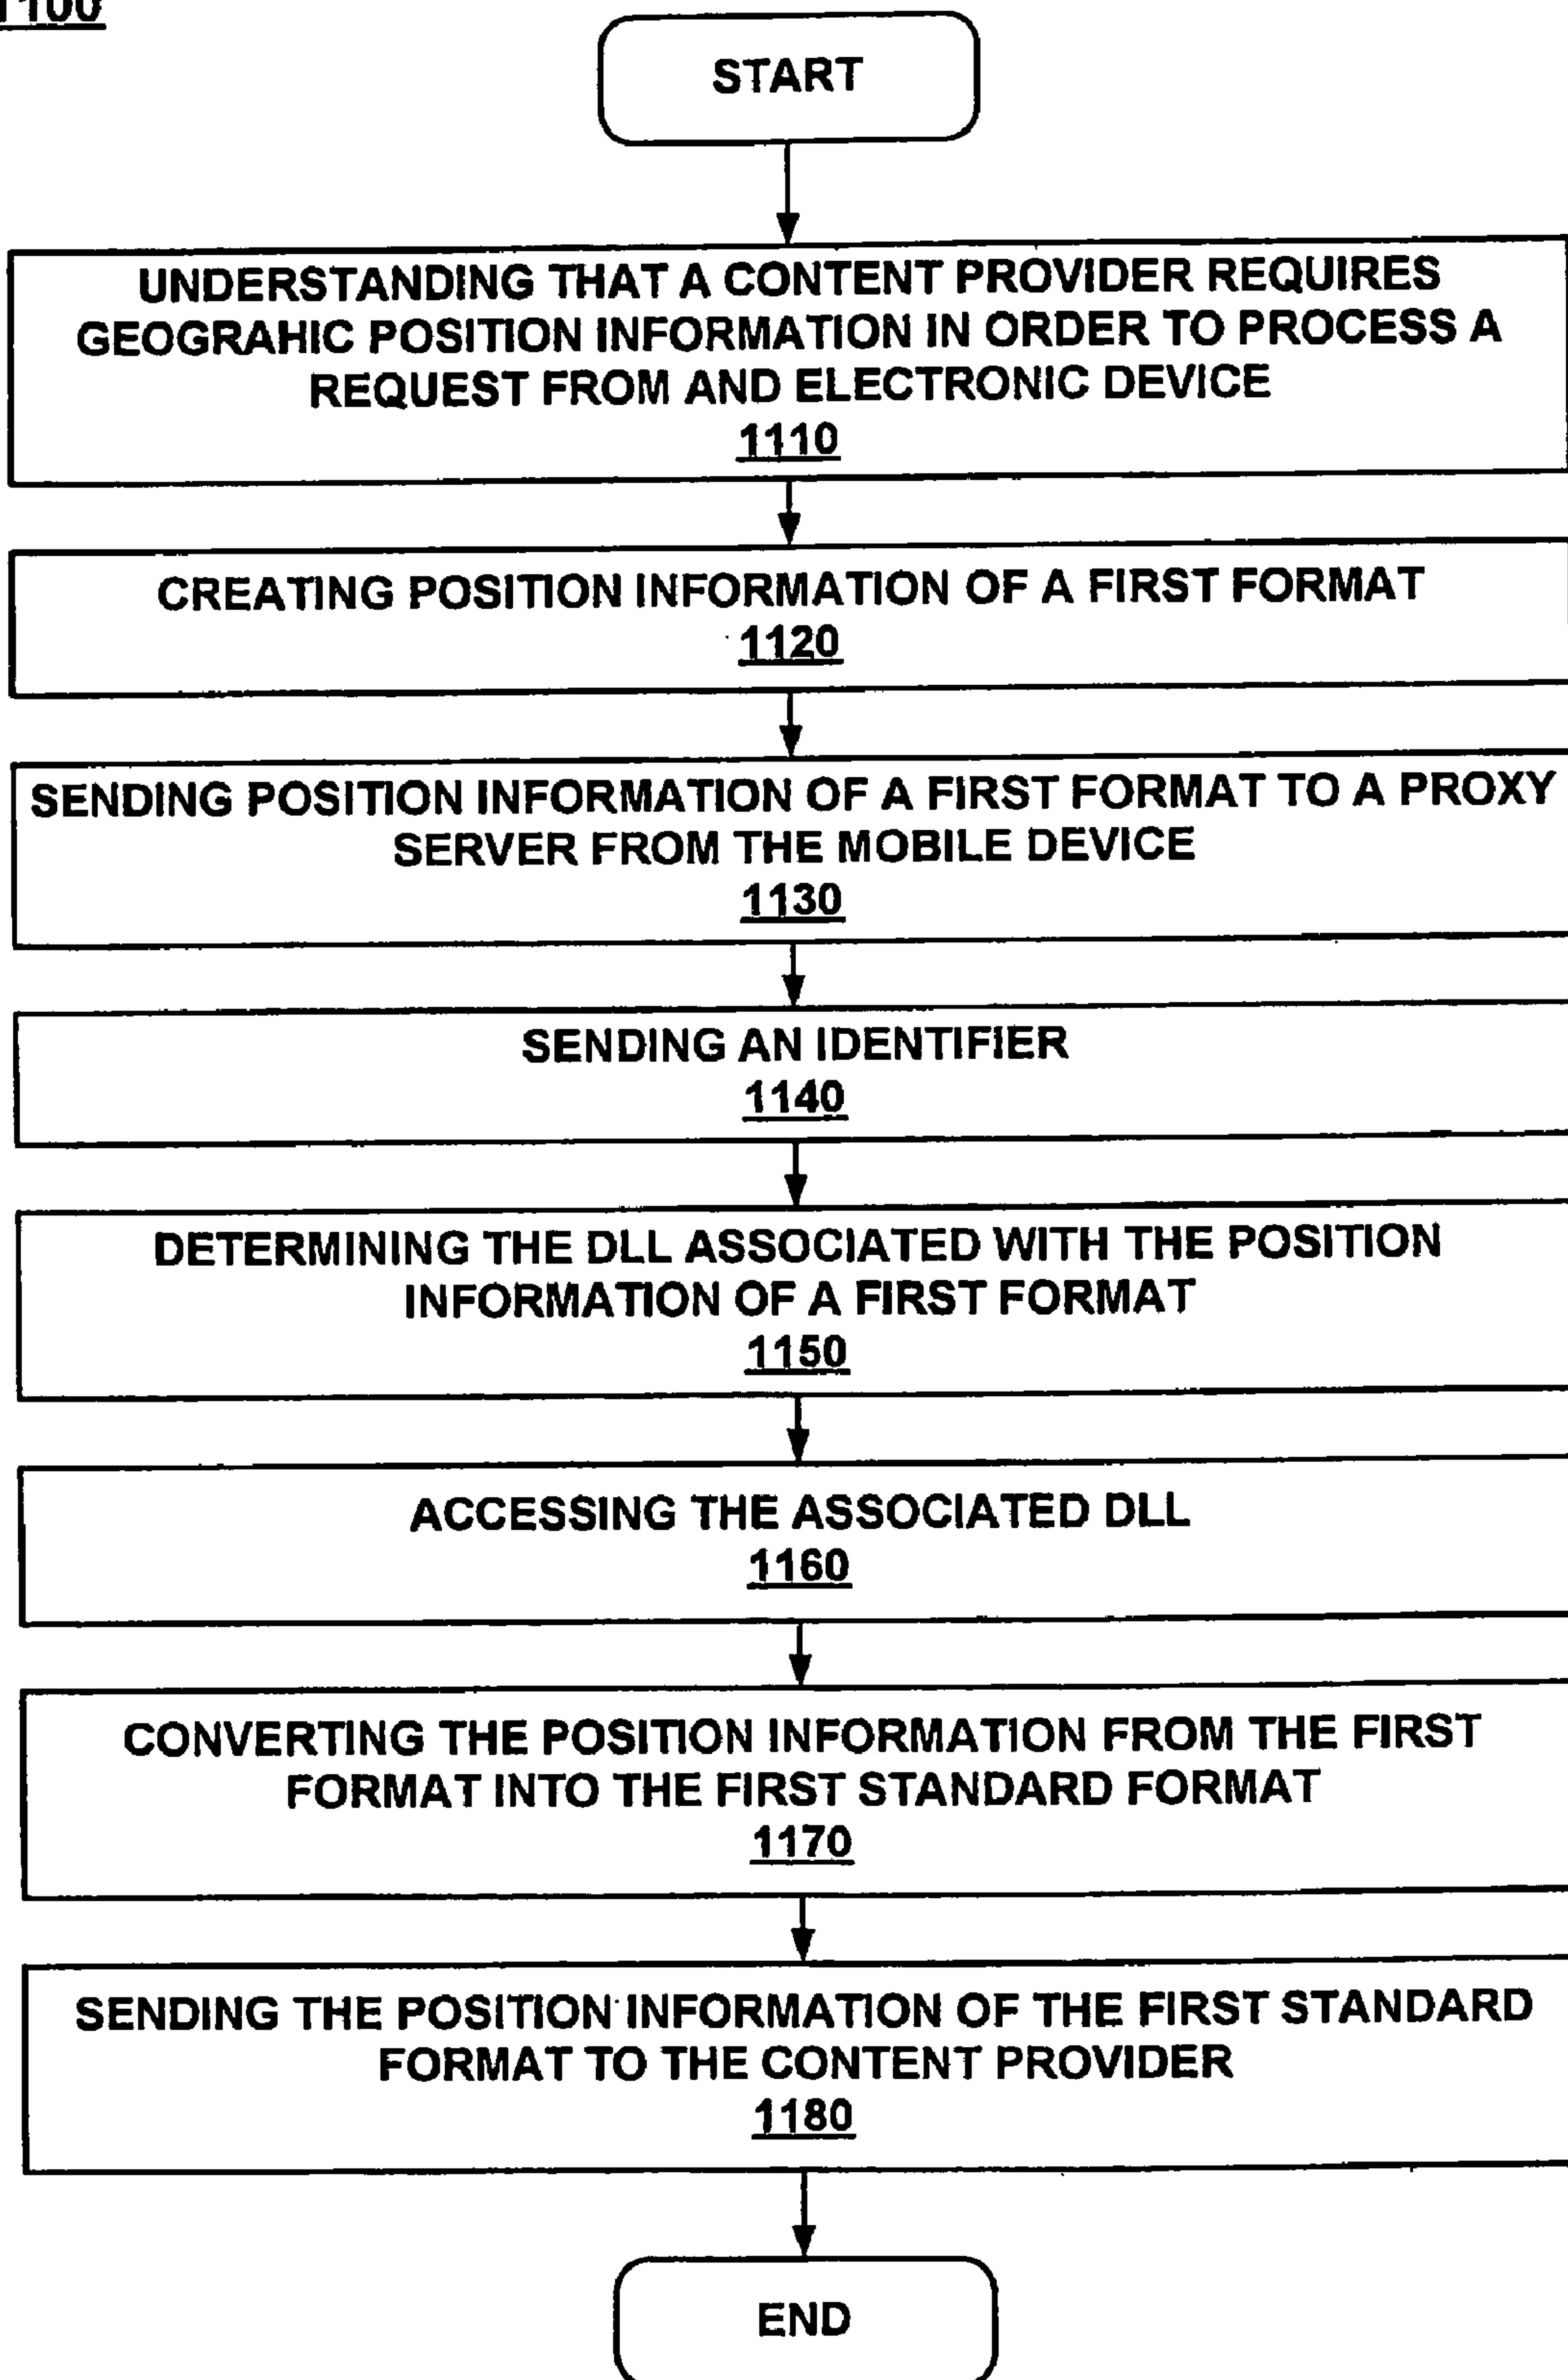 1100
START
UNDERSTANDING THAT A CONTENT PROVIDER REQUIRES
GEOGRAHIC POSITION INFORMATION IN ORDER TO PROCESS A
REQUEST FROM AND ELECTRONIC DEVICE
1110
CREATING POSITION INFORMATION OF A FIRST FORMAT
1120
SENDING POSITION INFORMATION OF A FIRST FORMAT TO A PROXY
SERVER FROM THE MOBILE DEVICE
1130
SENDING AN IDENTIFIER
1140
DETERMINING THE DLL ASSOCIATED WITH THE POSITION
INFORMATION OF A FIRST FORMAT
1150
ACCESSING THE ASSOCIATED DLL
1160
CONVERTING THE POSITION INFORMATION FROM THE FIRST
FORMAT INTO THE FIRST STANDARD FORMAT
1170
SENDING THE POSITION INFORMATION OF THE FIRST STANDARD
FORMAT TO THE CONTENT PROVIDER
1180
END